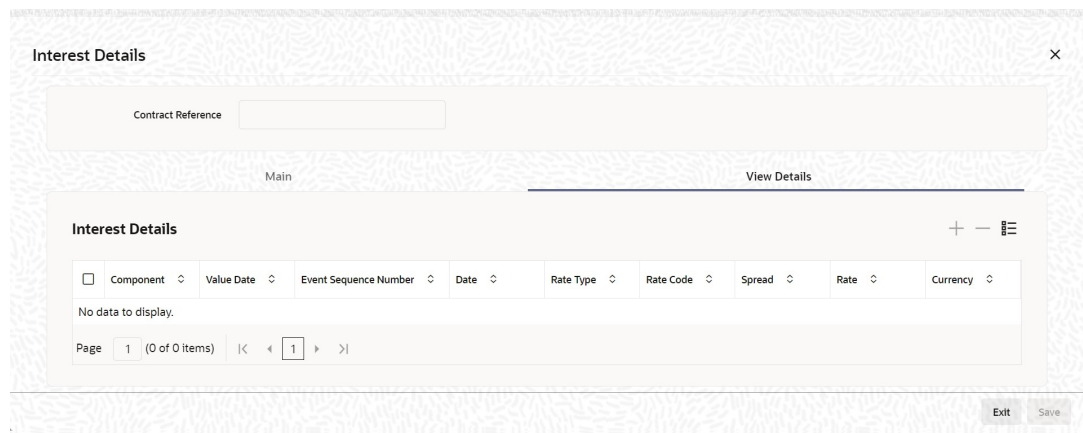 Interest Details
Contract Reference
Main View Details
Interest Details
Component Value Date Event Sequence Number Date Rate Type Rate Code Spread Rate Currency
No data to display.
Page 1 (0 of 0 items) 1
Exit Save